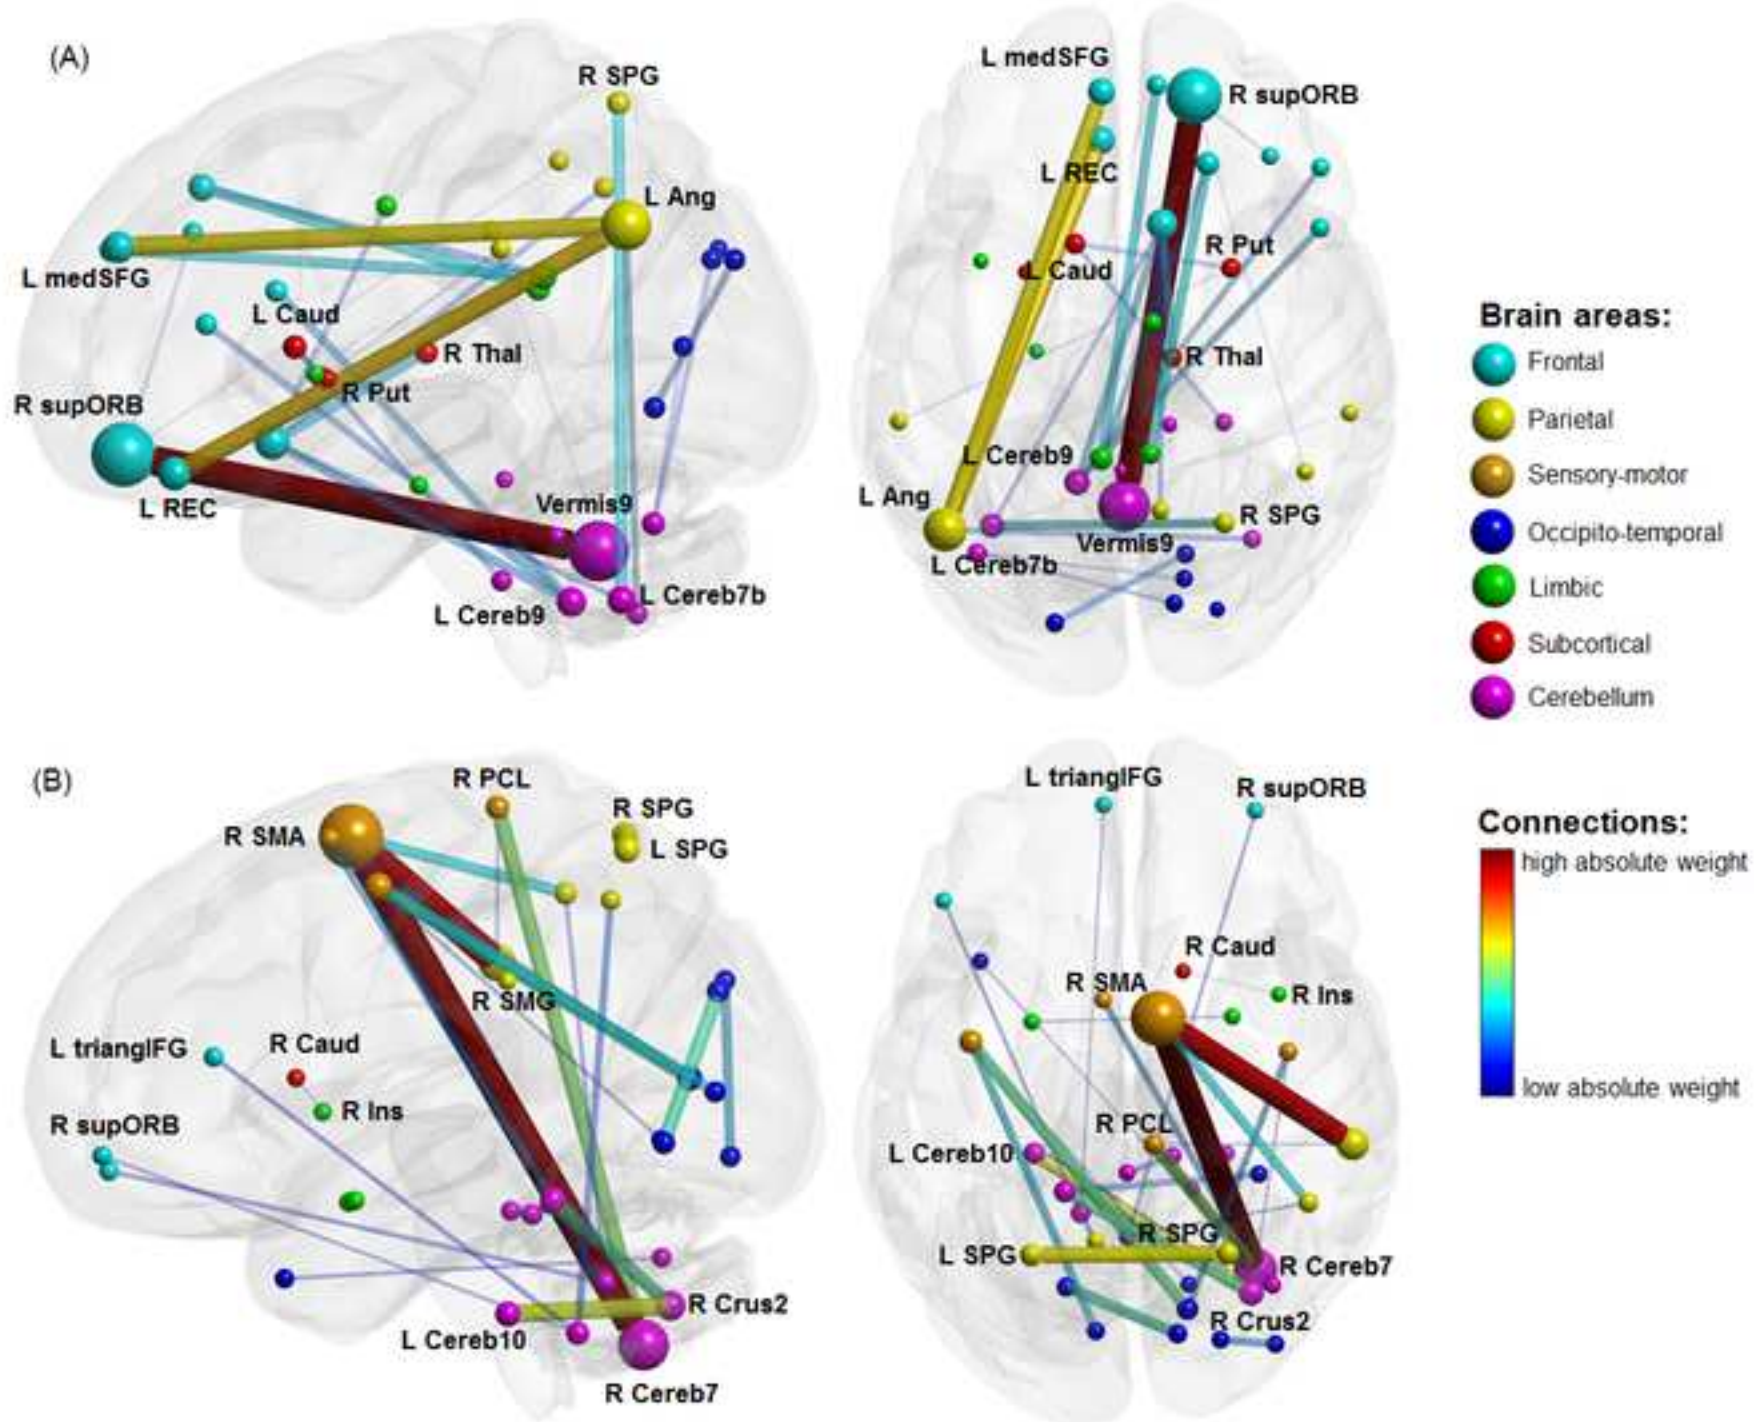 (A)
R SPG
L Ang
L medSFG
L Caud
R Thal
R Put
R supORB
L REC
Vermis9
L Cereb9
L Cereb7b
L medSFG
R supORB
L REC
R Put
L Caud
R Thal
L Cereb9
L Ang
R SPG
Vermis9
L Cereb7b
Brain areas:
Frontal
Parietal
Sensory-motor
Occipito-temporal
Limbic
Subcortical
Cerebellum
(B)
R PCL
R SPG
R SMA
L SPG
R SMG
L triangIFG
R Caud
R Ins
R supORB
R Crus2
L Cereb10
R Cereb7
L triangIFG
R supORB
R Caud
R SMA
R Ins
R PCL
L Cereb10
R SPG
L SPG
R Cereb7
R Crus2
Connections:
high absolute weight
low absolute weight